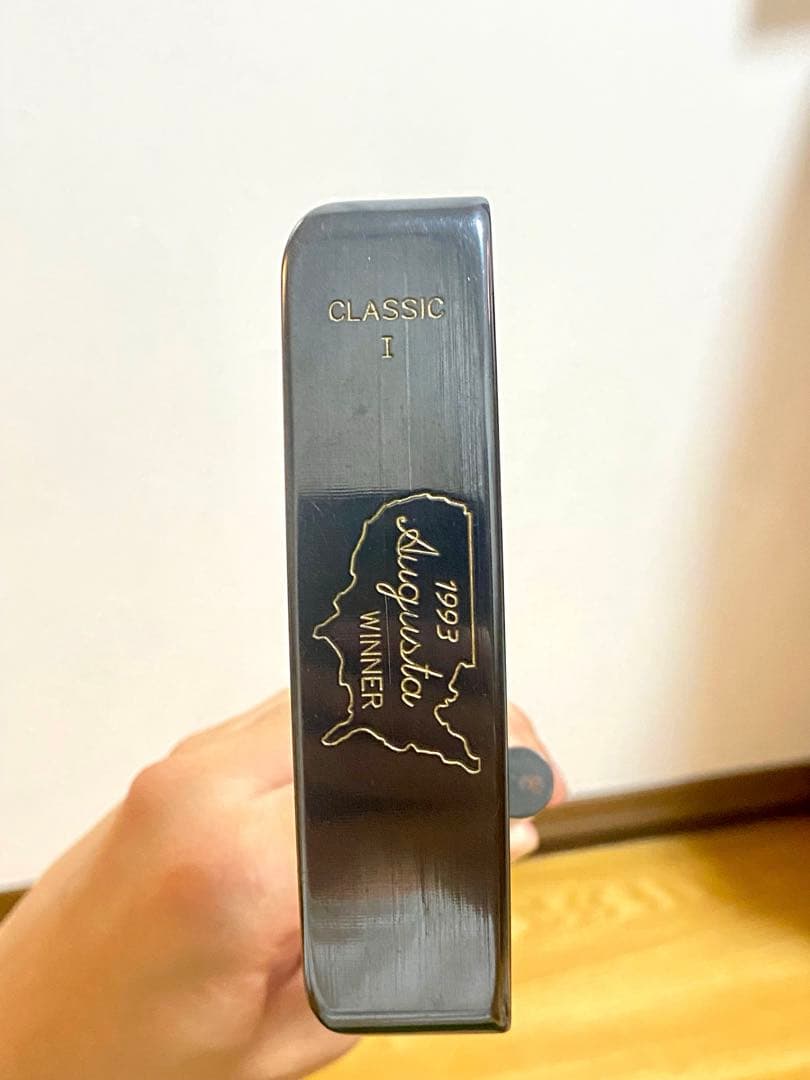 CLASSIC
I
1993
Augusta
WINNER